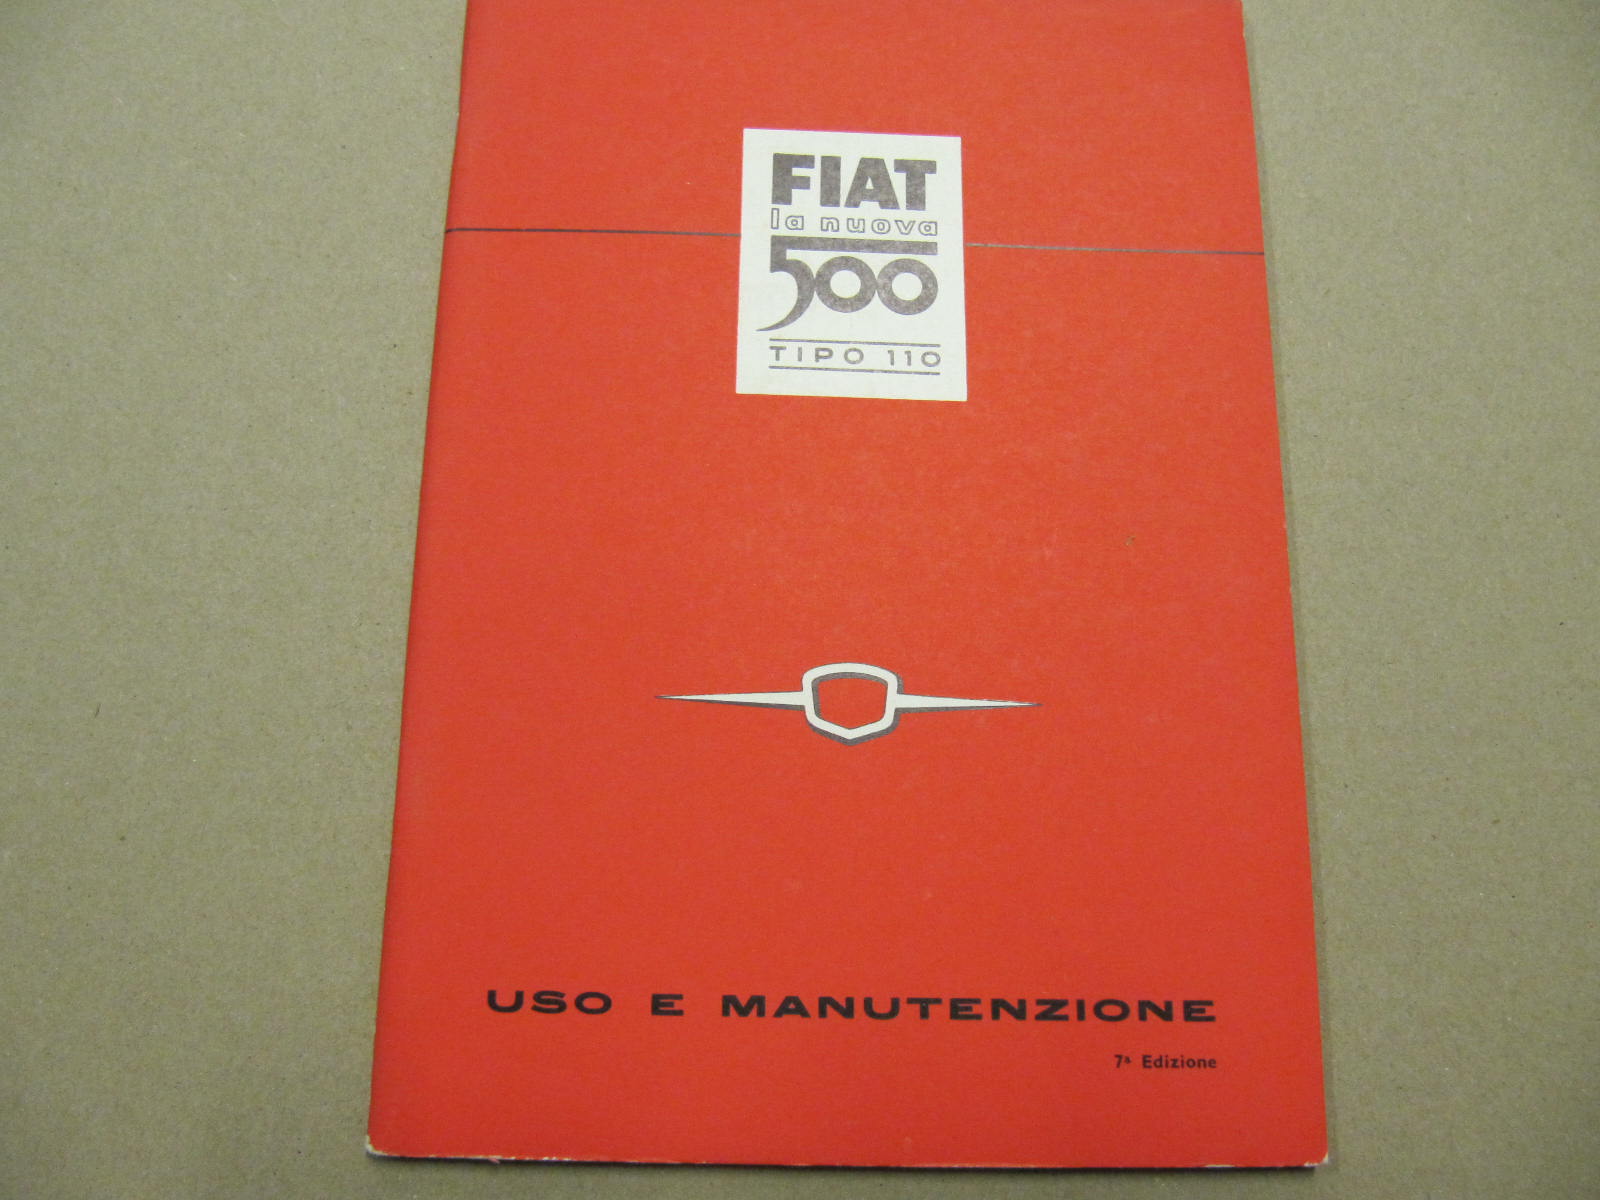 FIAT
la nuova
500
TIPO 110
USO E MANUTENZIONE
7ª Edizione